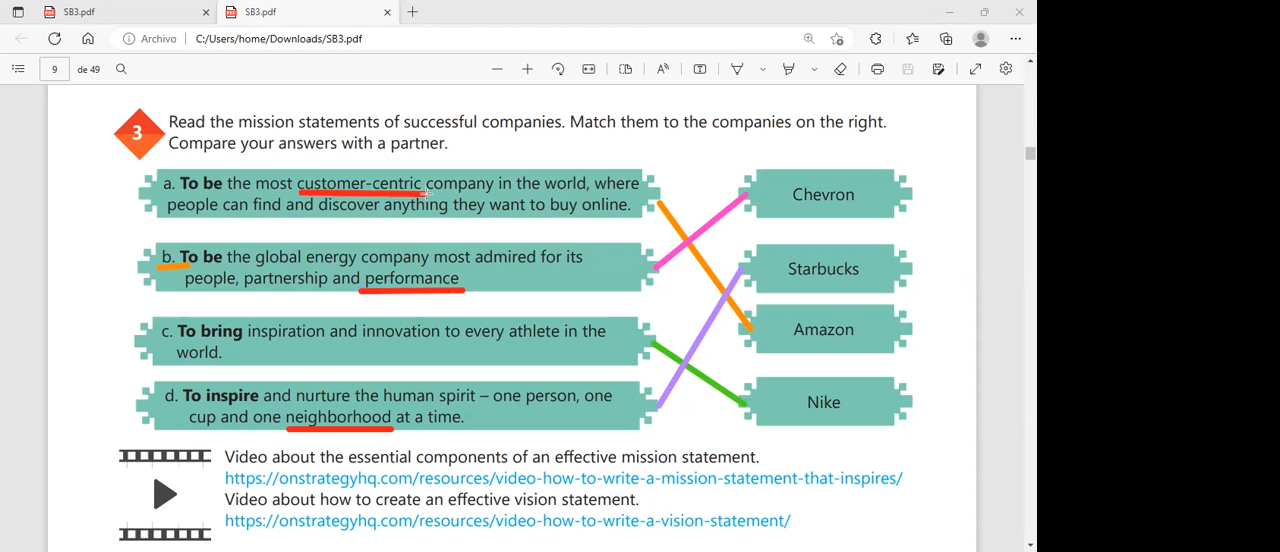 SB3.pdf
SB3.pdf
Archivo C:/Users/home/Downloads/SB3.pdf
9 de 49
3
Read the mission statements of successful companies. Match them to the companies on the right.
Compare your answers with a partner.
a. To be the most customer-centric company in the world, where
people can find and discover anything they want to buy online.
b. To be the global energy company most admired for its
people, partnership and performance
c. To bring inspiration and innovation to every athlete in the
world.
d. To inspire and nurture the human spirit – one person, one
cup and one neighborhood at a time.
Chevron
Starbucks
Amazon
Nike
Video about the essential components of an effective mission statement.
https://onstrategyhq.com/resources/video-how-to-write-a-mission-statement-that-inspires/
Video about how to create an effective vision statement.
https://onstrategyhq.com/resources/video-how-to-write-a-vision-statement/